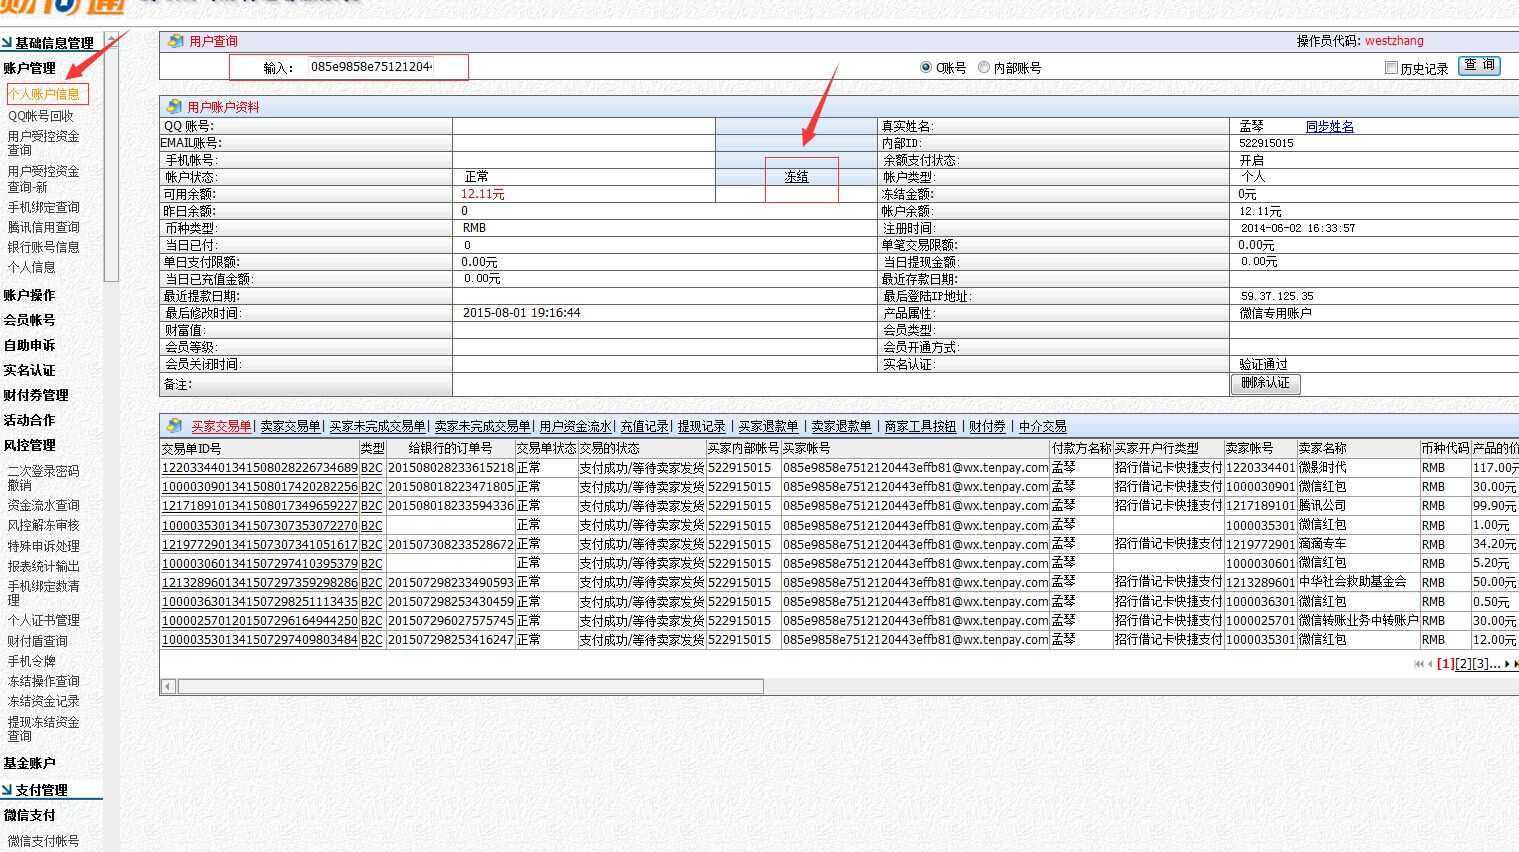 财付通
基础信息管理
账户管理
个人账户信息
QQ帐号回收
用户受控资金
查询
用户受控资金
查询-新
手机绑定查询
腾讯信用查询
银行账号信息
个人信息
账户操作
会员帐号
自助申诉
实名认证
财付券管理
活动合作
风控管理
二次登录密码
撤销
资金流水查询
风控解冻审核
特殊申诉处理
报表统计输出
手机绑定数清
理
个人证书管理
财付盾查询
手机令牌
冻结操作查询
冻结资金记录
提现冻结资金
查询
基金账户
支付管理
微信支付
微信支付帐号
用户查询 操作员代码: westzhang
输入: 085e9858e75121204 C账号 内部账号 历史记录 查 询
用户账户资料
QQ 账号: 真实姓名: 孟琴 同步姓名
EMAIL账号: 内部ID: 522915015
手机帐号: 余额支付状态: 开启
帐户状态: 正常 冻结 帐户类型: 个人
可用余额: 12.11元 冻结金额: 0元
昨日余额: 0 帐户余额: 12.11元
币种类型: RMB 注册时间: 2014-06-02 16:33:57
当日已付: 0 单笔交易限额: 0.00元
单日支付限额: 0.00元 当日提现金额: 0.00元
当日已充值金额: 0.00元 最近存款日期:
最近提款日期: 最后登陆IP地址: 59.37.125.35
最后修改时间: 2015-08-01 19:16:44 产品属性: 微信专用账户
财富值: 会员类型:
会员等级: 会员开通方式:
会员关闭时间: 实名认证: 验证通过
备注: 删除认证
买家交易单| 卖家交易单| 买家未完成交易单| 卖家未完成交易单| 用户资金流水| 充值记录| 提现记录 | 买家退款单 | 卖家退款单 | 商家工具按钮 | 财付券 | 中介交易
交易单ID号 类型 给银行的订单号 交易单状态 交易的状态 买家内部帐号 买家帐号 付款方名称 买家开户行类型 卖家帐号 卖家名称 币种代码 产品的价
1220334401341508028226734689 B2C 201508028233615218 正常 支付成功/等待卖家发货 522915015 085e9858e7512120443effb81@wx.tenpay.com 孟琴 招行借记卡快捷支付 1220334401 微影时代 RMB 117.00元
1000030901341508017420282256 B2C 201508018223471805 正常 支付成功/等待卖家发货 522915015 085e9858e7512120443effb81@wx.tenpay.com 孟琴 招行借记卡快捷支付 1000030901 微信红包 RMB 30.00元
1217189101341508017349659227 B2C 201508018233594336 正常 支付成功/等待卖家发货 522915015 085e9858e7512120443effb81@wx.tenpay.com 孟琴 招行借记卡快捷支付 1217189101 腾讯公司 RMB 99.90元
1000035301341507307353072270 B2C 正常 支付成功/等待卖家发货 522915015 085e9858e7512120443effb81@wx.tenpay.com 孟琴 1000035301 微信红包 RMB 1.00元
1219772901341507307341051617 B2C 201507308233528672 正常 支付成功/等待卖家发货 522915015 085e9858e7512120443effb81@wx.tenpay.com 孟琴 招行借记卡快捷支付 1219772901 滴滴专车 RMB 34.20元
1000030601341507297410395379 B2C 正常 支付成功/等待卖家发货 522915015 085e9858e7512120443effb81@wx.tenpay.com 孟琴 1000030601 微信红包 RMB 5.20元
1213289601341507297359298286 B2C 201507298233490593 正常 支付成功/等待卖家发货 522915015 085e9858e7512120443effb81@wx.tenpay.com 孟琴 招行借记卡快捷支付 1213289601 中华社会救助基金会 RMB 50.00元
1000036301341507298251113435 B2C 201507298253430459 正常 支付成功/等待卖家发货 522915015 085e9858e7512120443effb81@wx.tenpay.com 孟琴 招行借记卡快捷支付 1000036301 微信红包 RMB 0.50元
1000025701201507296164944250 B2C 201507296027575745 正常 支付成功/等待卖家发货 522915015 085e9858e7512120443effb81@wx.tenpay.com 孟琴 招行借记卡快捷支付 1000025701 微信转账业务中转账户 RMB 30.00元
1000035301341507297409803484 B2C 201507298253416247 正常 支付成功/等待卖家发货 522915015 085e9858e7512120443effb81@wx.tenpay.com 孟琴 招行借记卡快捷支付 1000035301 微信红包 RMB 12.00元
[1][2][3]...